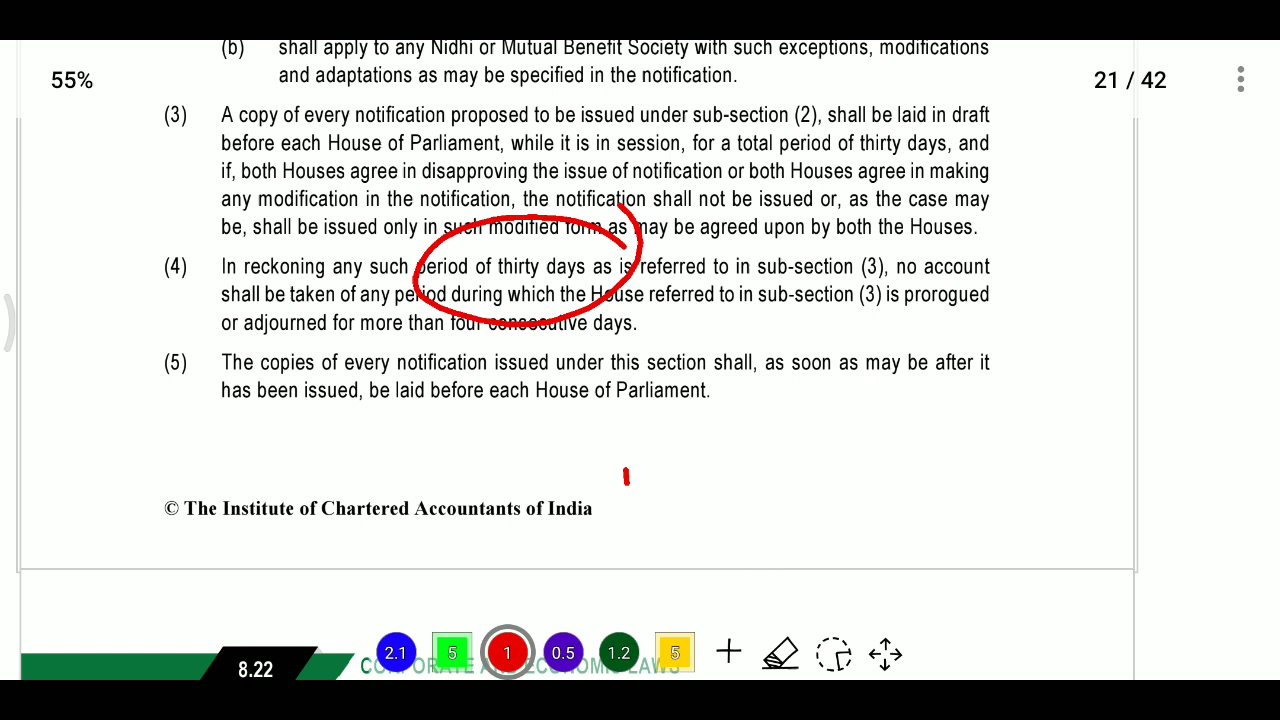 (b) shall apply to any Nidhi or Mutual Benefit Society with such exceptions, modifications
and adaptations as may be specified in the notification.
55%
21 / 42
(3) A copy of every notification proposed to be issued under sub-section (2), shall be laid in draft
before each House of Parliament, while it is in session, for a total period of thirty days, and
if, both Houses agree in disapproving the issue of notification or both Houses agree in making
any modification in the notification, the notification shall not be issued or, as the case may
be, shall be issued only in such modified form as may be agreed upon by both the Houses.
(4) In reckoning any such period of thirty days as is referred to in sub-section (3), no account
shall be taken of any period during which the House referred to in sub-section (3) is prorogued
or adjourned for more than four consecutive days.
(5) The copies of every notification issued under this section shall, as soon as may be after it
has been issued, be laid before each House of Parliament.
© The Institute of Chartered Accountants of India
2.1 5 1 0.5 1.2 5
8.22 CORPORATE AND ECONOMIC LAWS